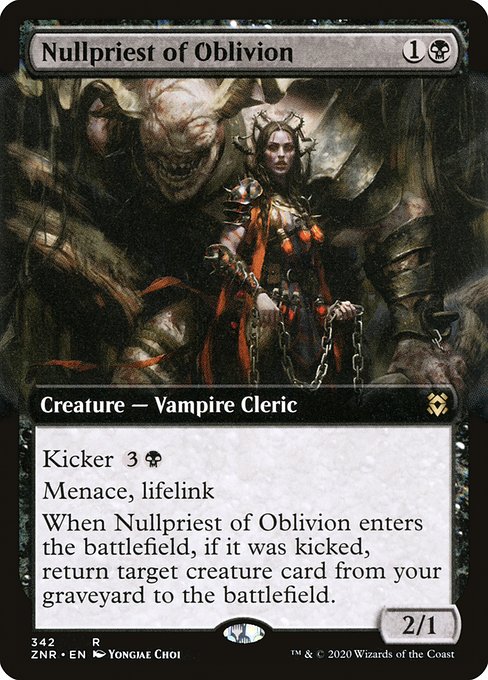 Nullpriest of Oblivion 1
Creature — Vampire Cleric
Kicker 3
Menace, lifelink
When Nullpriest of Oblivion enters
the battlefield, if it was kicked,
return target creature card from your
graveyard to the battlefield.
2/1
342 R
ZNR • EN Yongjae Choi
™ & © 2020 Wizards of the Coast